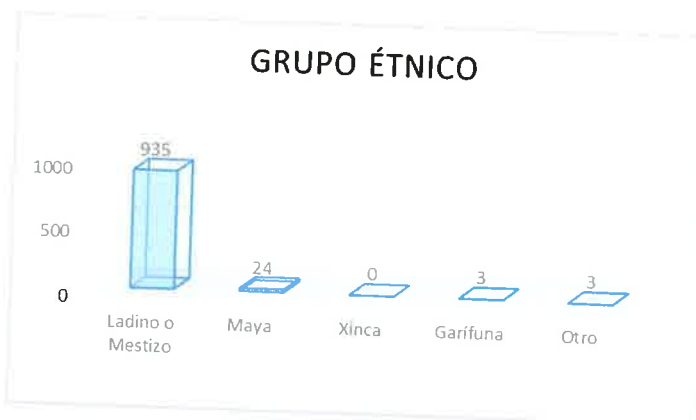 GRUPO ÉTNICO
935
1000
500
24
0
3
3
0
Ladino o
Mestizo
Maya
Xinca
Garífuna
Otro